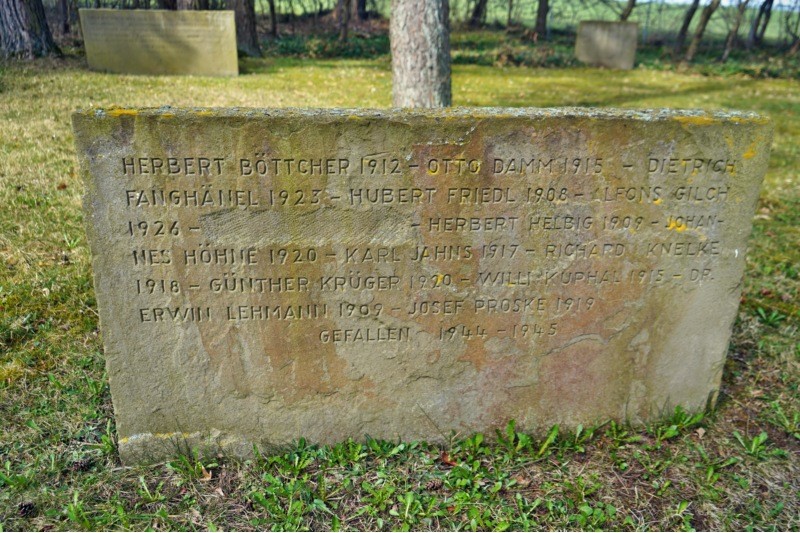 HERBERT BÖTTCHER 1912 - OTTO DAMM 1915 - DIETRICH
FANGHÄNEL 1923 - HUBERT FRIEDL 1908 - ALFONS GILCH
1926 - - HERBERT HELBIG 1909 - JOHAN-
NES HÖHNE 1920 - KARL JAHNS 1917 - RICHARD KNELKE
1918 - GÜNTHER KRÜGER 1920 - WILLI KUPHAL 1915 - DR.
ERWIN LEHMANN 1909 - JOSEF PROSKE 1919
GEFALLEN - 1944 - 1945